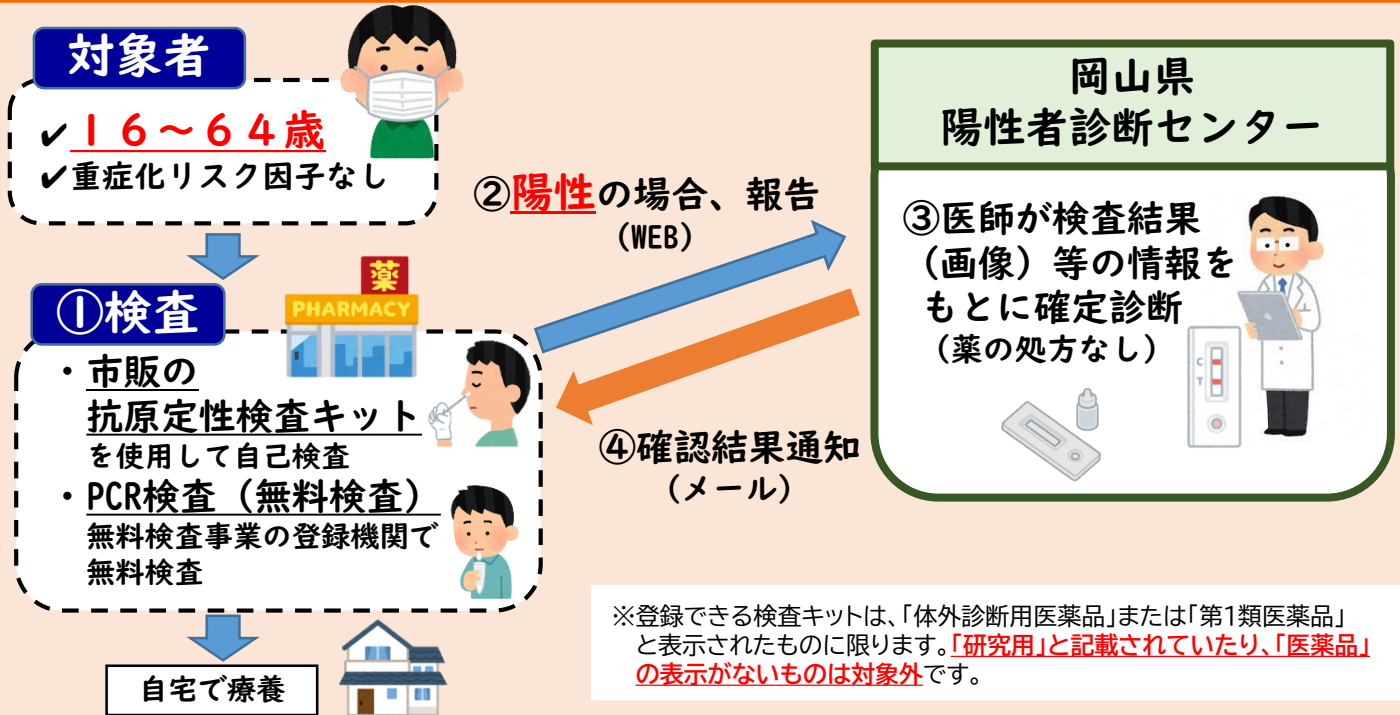 対象者
✔16～64歳
✔重症化リスク因子なし
①検査
薬
PHARMACY
・市販の
抗原定性検査キット
を使用して自己検査
・PCR検査（無料検査）
無料検査事業の登録機関で
無料検査
自宅で療養
②陽性の場合、報告
（WEB）
④確認結果通知
（メール）
岡山県
陽性者診断センター
③医師が検査結果
（画像）等の情報を
もとに確定診断
（薬の処方なし）
C
T
※登録できる検査キットは、「体外診断用医薬品」または「第1類医薬品」
と表示されたものに限ります。「研究用」と記載されていたり、「医薬品」
の表示がないものは対象外です。